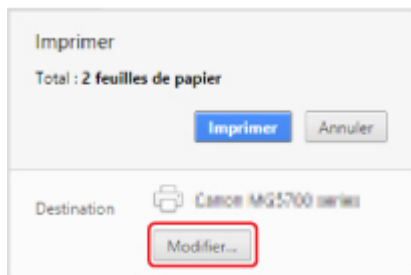 Imprimer
Total : 2 feuilles de papier
Imprimer Annuler
Destination Canon MG5700 series
Modifier...